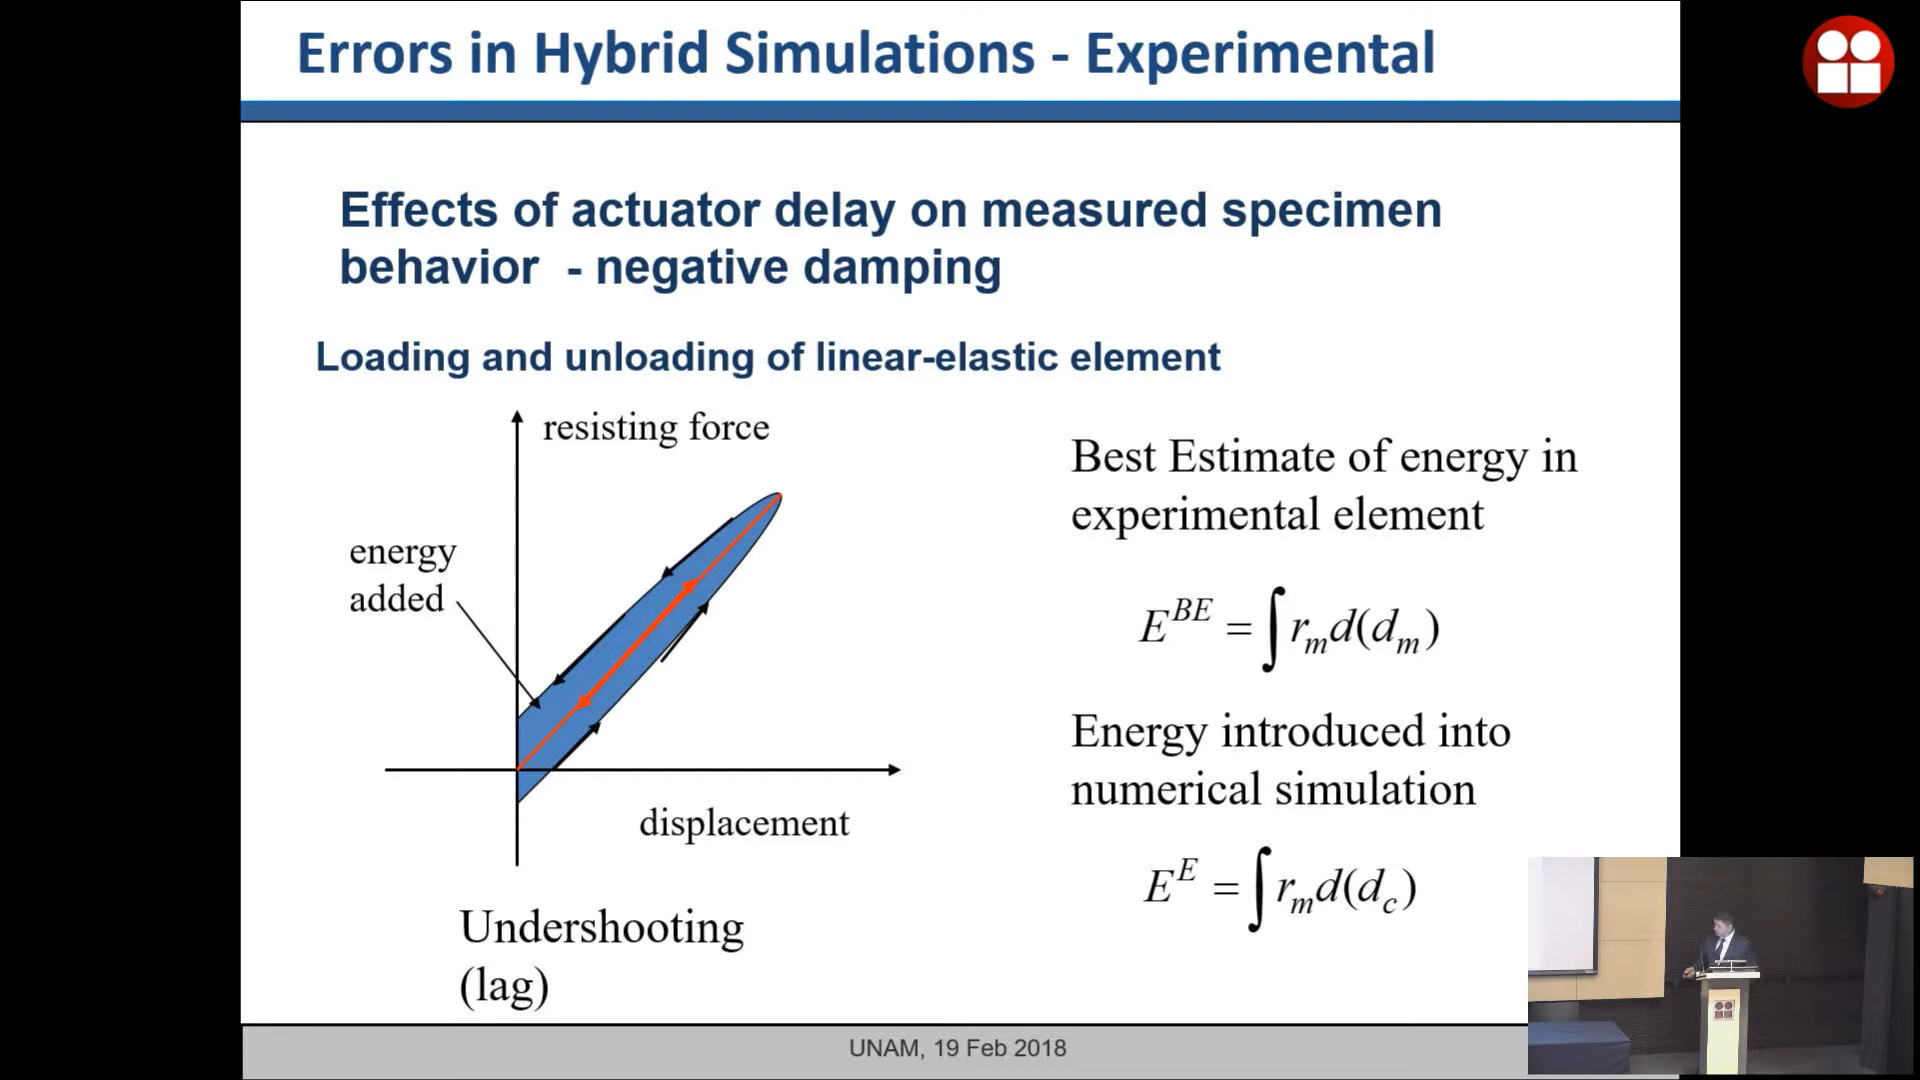 Errors in Hybrid Simulations - Experimental
Effects of actuator delay on measured specimen
behavior - negative damping
Loading and unloading of linear-elastic element
resisting force
energy
added
displacement
Undershooting
(lag)
Best Estimate of energy in
experimental element
E^{BE} = ∫ r_m d(d_m)
Energy introduced into
numerical simulation
E^E = ∫ r_m d(d_c)
UNAM, 19 Feb 2018